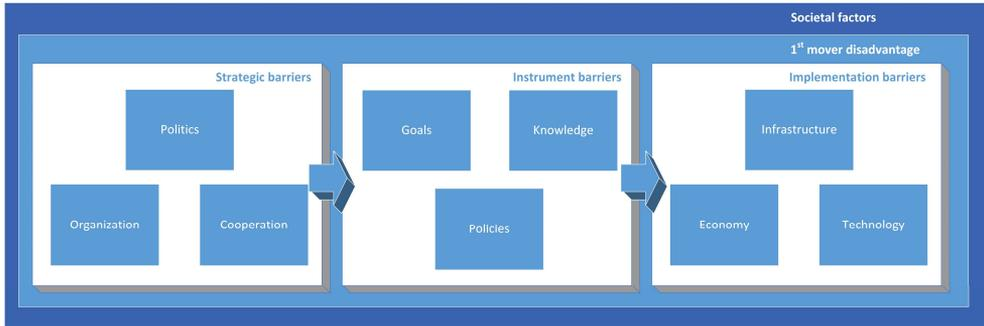 Societal factors
1st mover disadvantage
Strategic barriers
Politics
Organization
Cooperation
Instrument barriers
Goals
Knowledge
Policies
Implementation barriers
Infrastructure
Economy
Technology